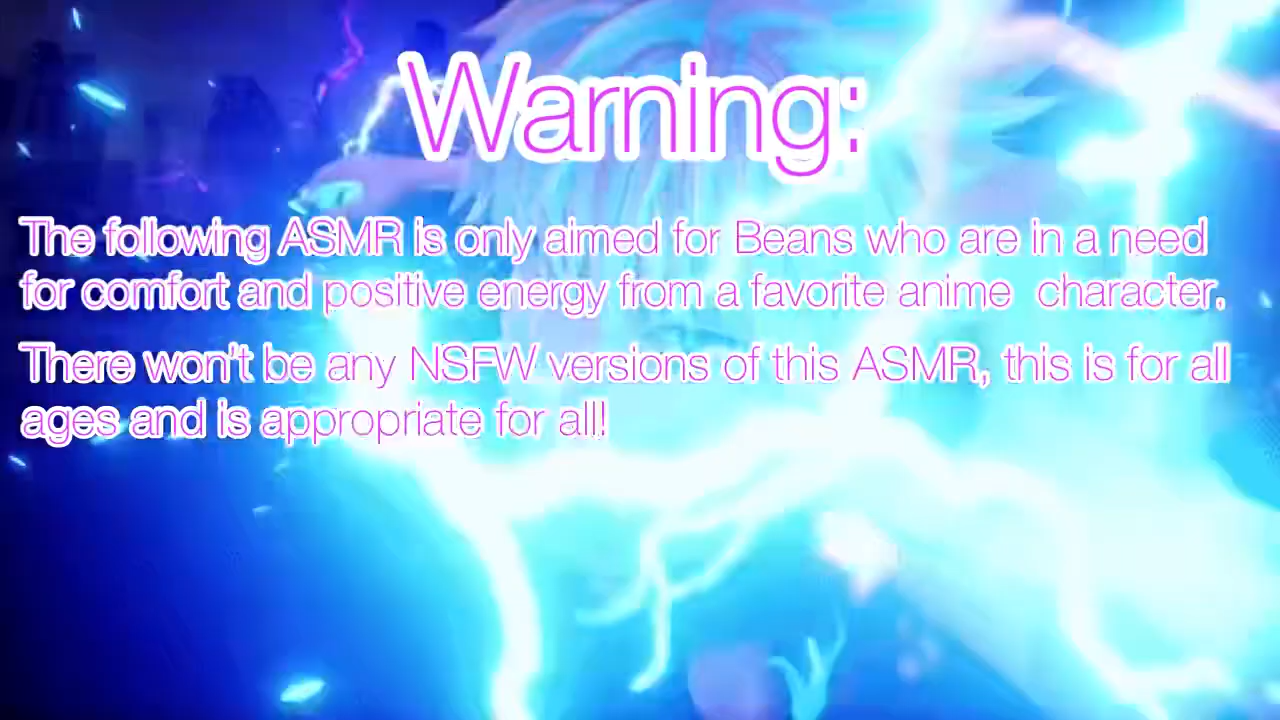 Warning:
The following ASMR is only aimed for Beans who are in a need
for comfort and positive energy from a favorite anime character.
There won't be any NSFW versions of this ASMR, this is for all
ages and is appropriate for all!